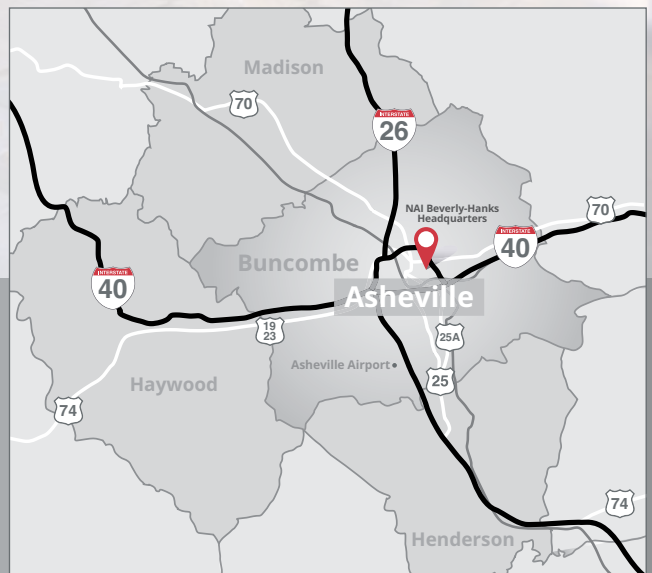 Madison
70
INTERSTATE
26
NAI Beverly-Hanks
Headquarters
70
INTERSTATE
40
Buncombe
INTERSTATE
40
Asheville
19
23
25A
Asheville Airport
25
Haywood
74
74
Henderson